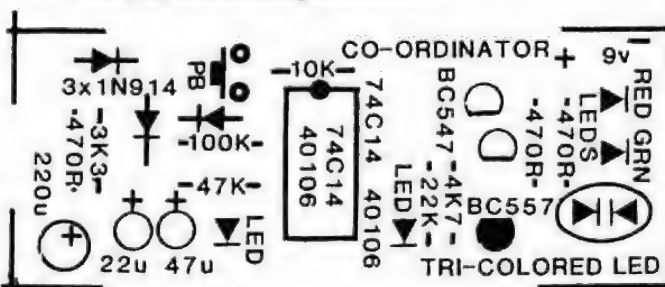 CO-ORDINATOR + 9v -
3x1N914
PB
-10K-
74C14 40106
74C14
40106
BC547
-4K7-
-22K-
-470R-
-470R-
LEDS
RED GRN
-3K3-
-470R-
220u
-100K-
-47K-
+
+
+
22u 47u
LED
LED
BC557
TRI-COLORED LED